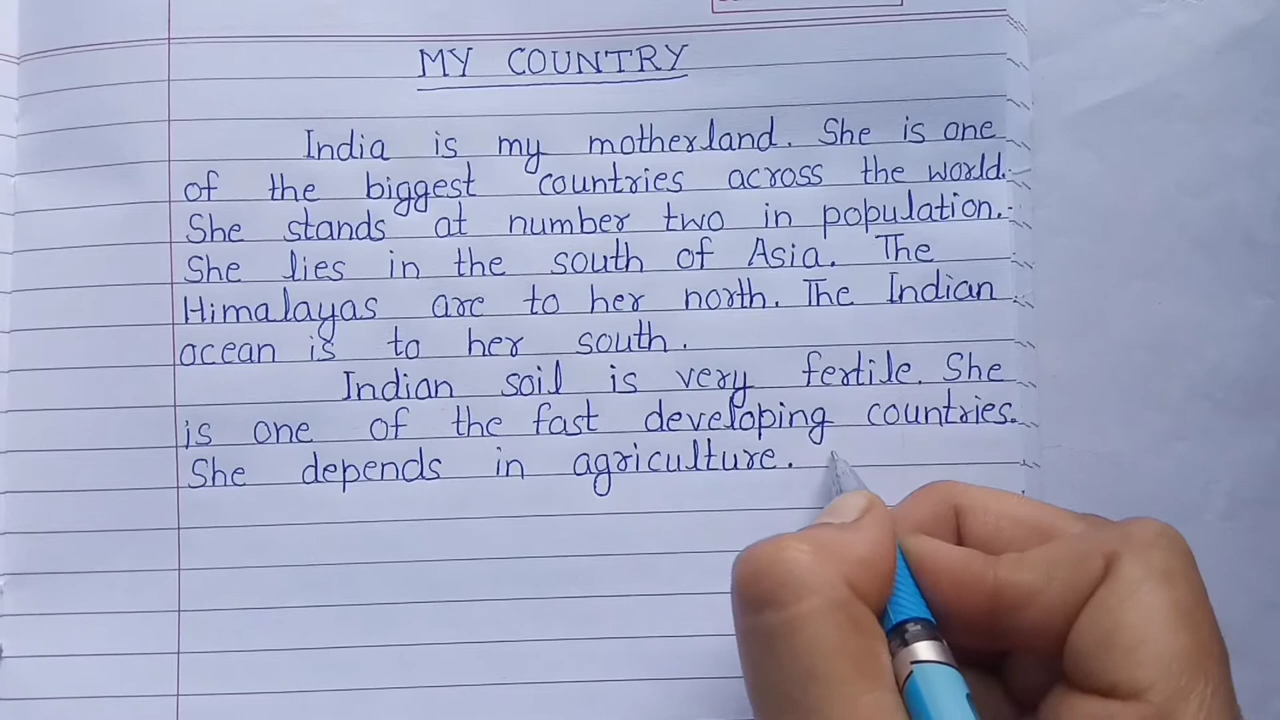 MY COUNTRY
India is my motherland. She is one
of the biggest countries across the world.
She stands at number two in population.
She lies in the south of Asia. The
Himalayas are to her north. The Indian
ocean is to her south.
Indian soil is very fertile. She
is one of the fast developing countries.
She depends in agriculture.